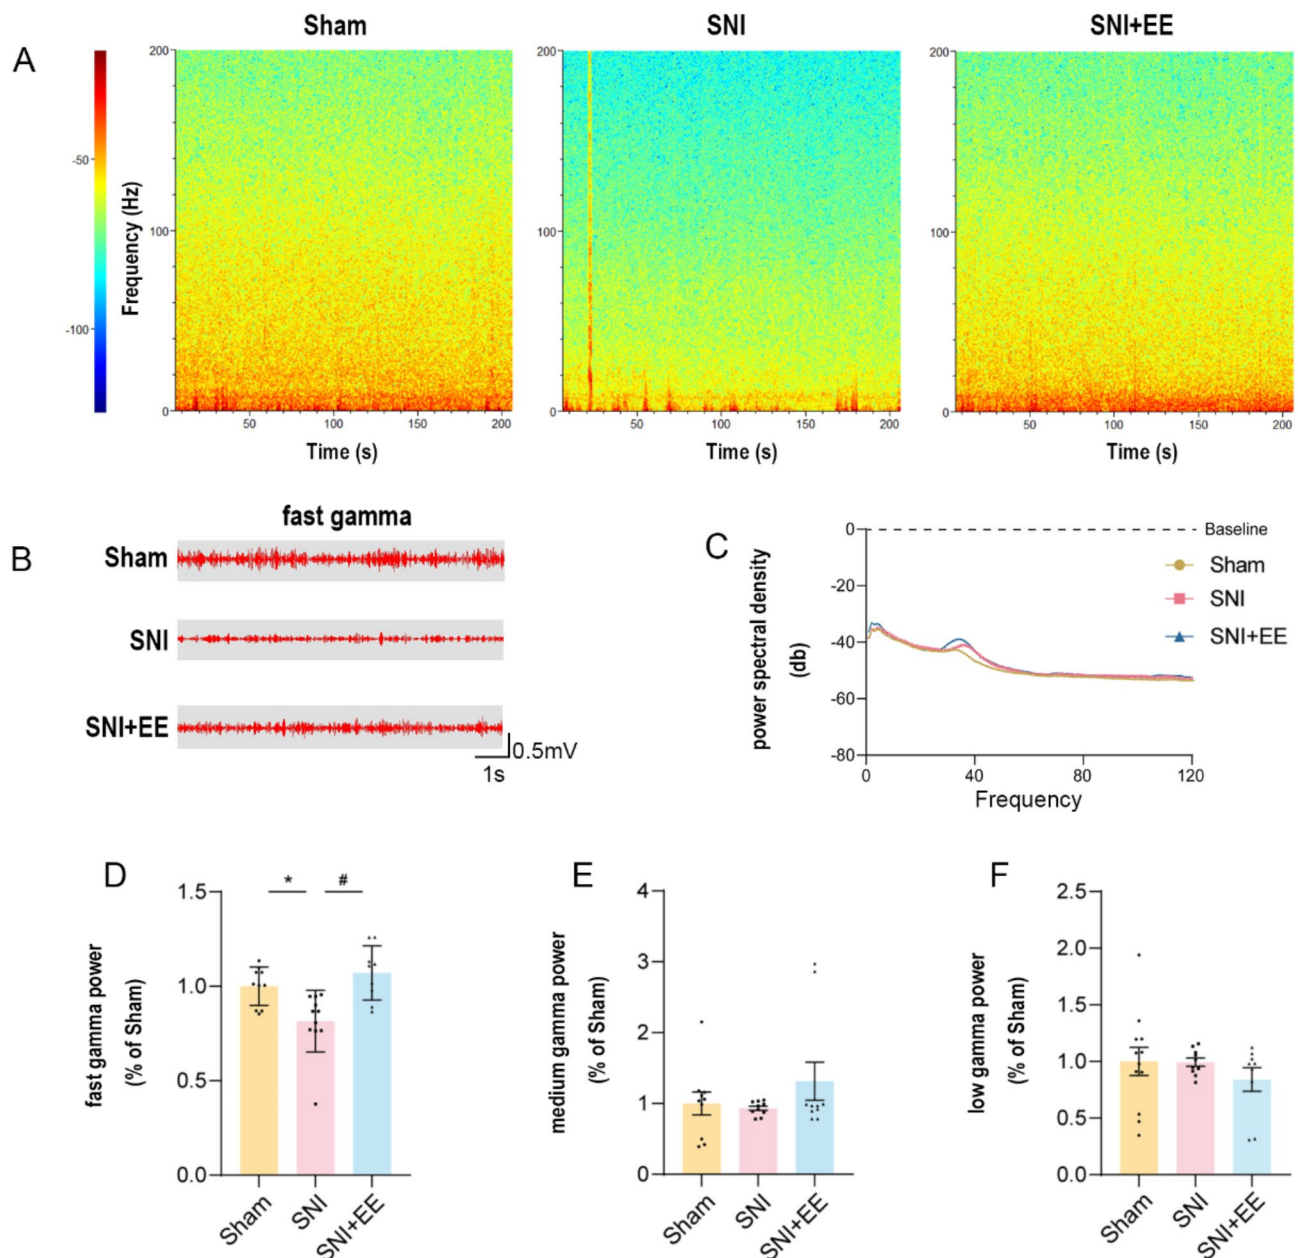 A
Sham
SNI
SNI+EE
-50
-100
Frequency (Hz)
200
100
0
50
100
150
200
Time (s)
200
100
0
50
100
150
200
Time (s)
200
100
0
50
100
150
200
Time (s)
B
fast gamma
Sham
SNI
SNI+EE
0.5mV
1s
C
power spectral density
(db)
0
-20
-40
-60
-80
0
40
80
120
Frequency
Baseline
Sham
SNI
SNI+EE
D
fast gamma power
(% of Sham)
1.5
1.0
0.5
0.0
*
#
Sham
SNI
SNI+EE
E
medium gamma power
(% of Sham)
4
3
2
1
0
Sham
SNI
SNI+EE
F
low gamma power
(% of Sham)
2.5
2.0
1.5
1.0
0.5
0.0
Sham
SNI
SNI+EE